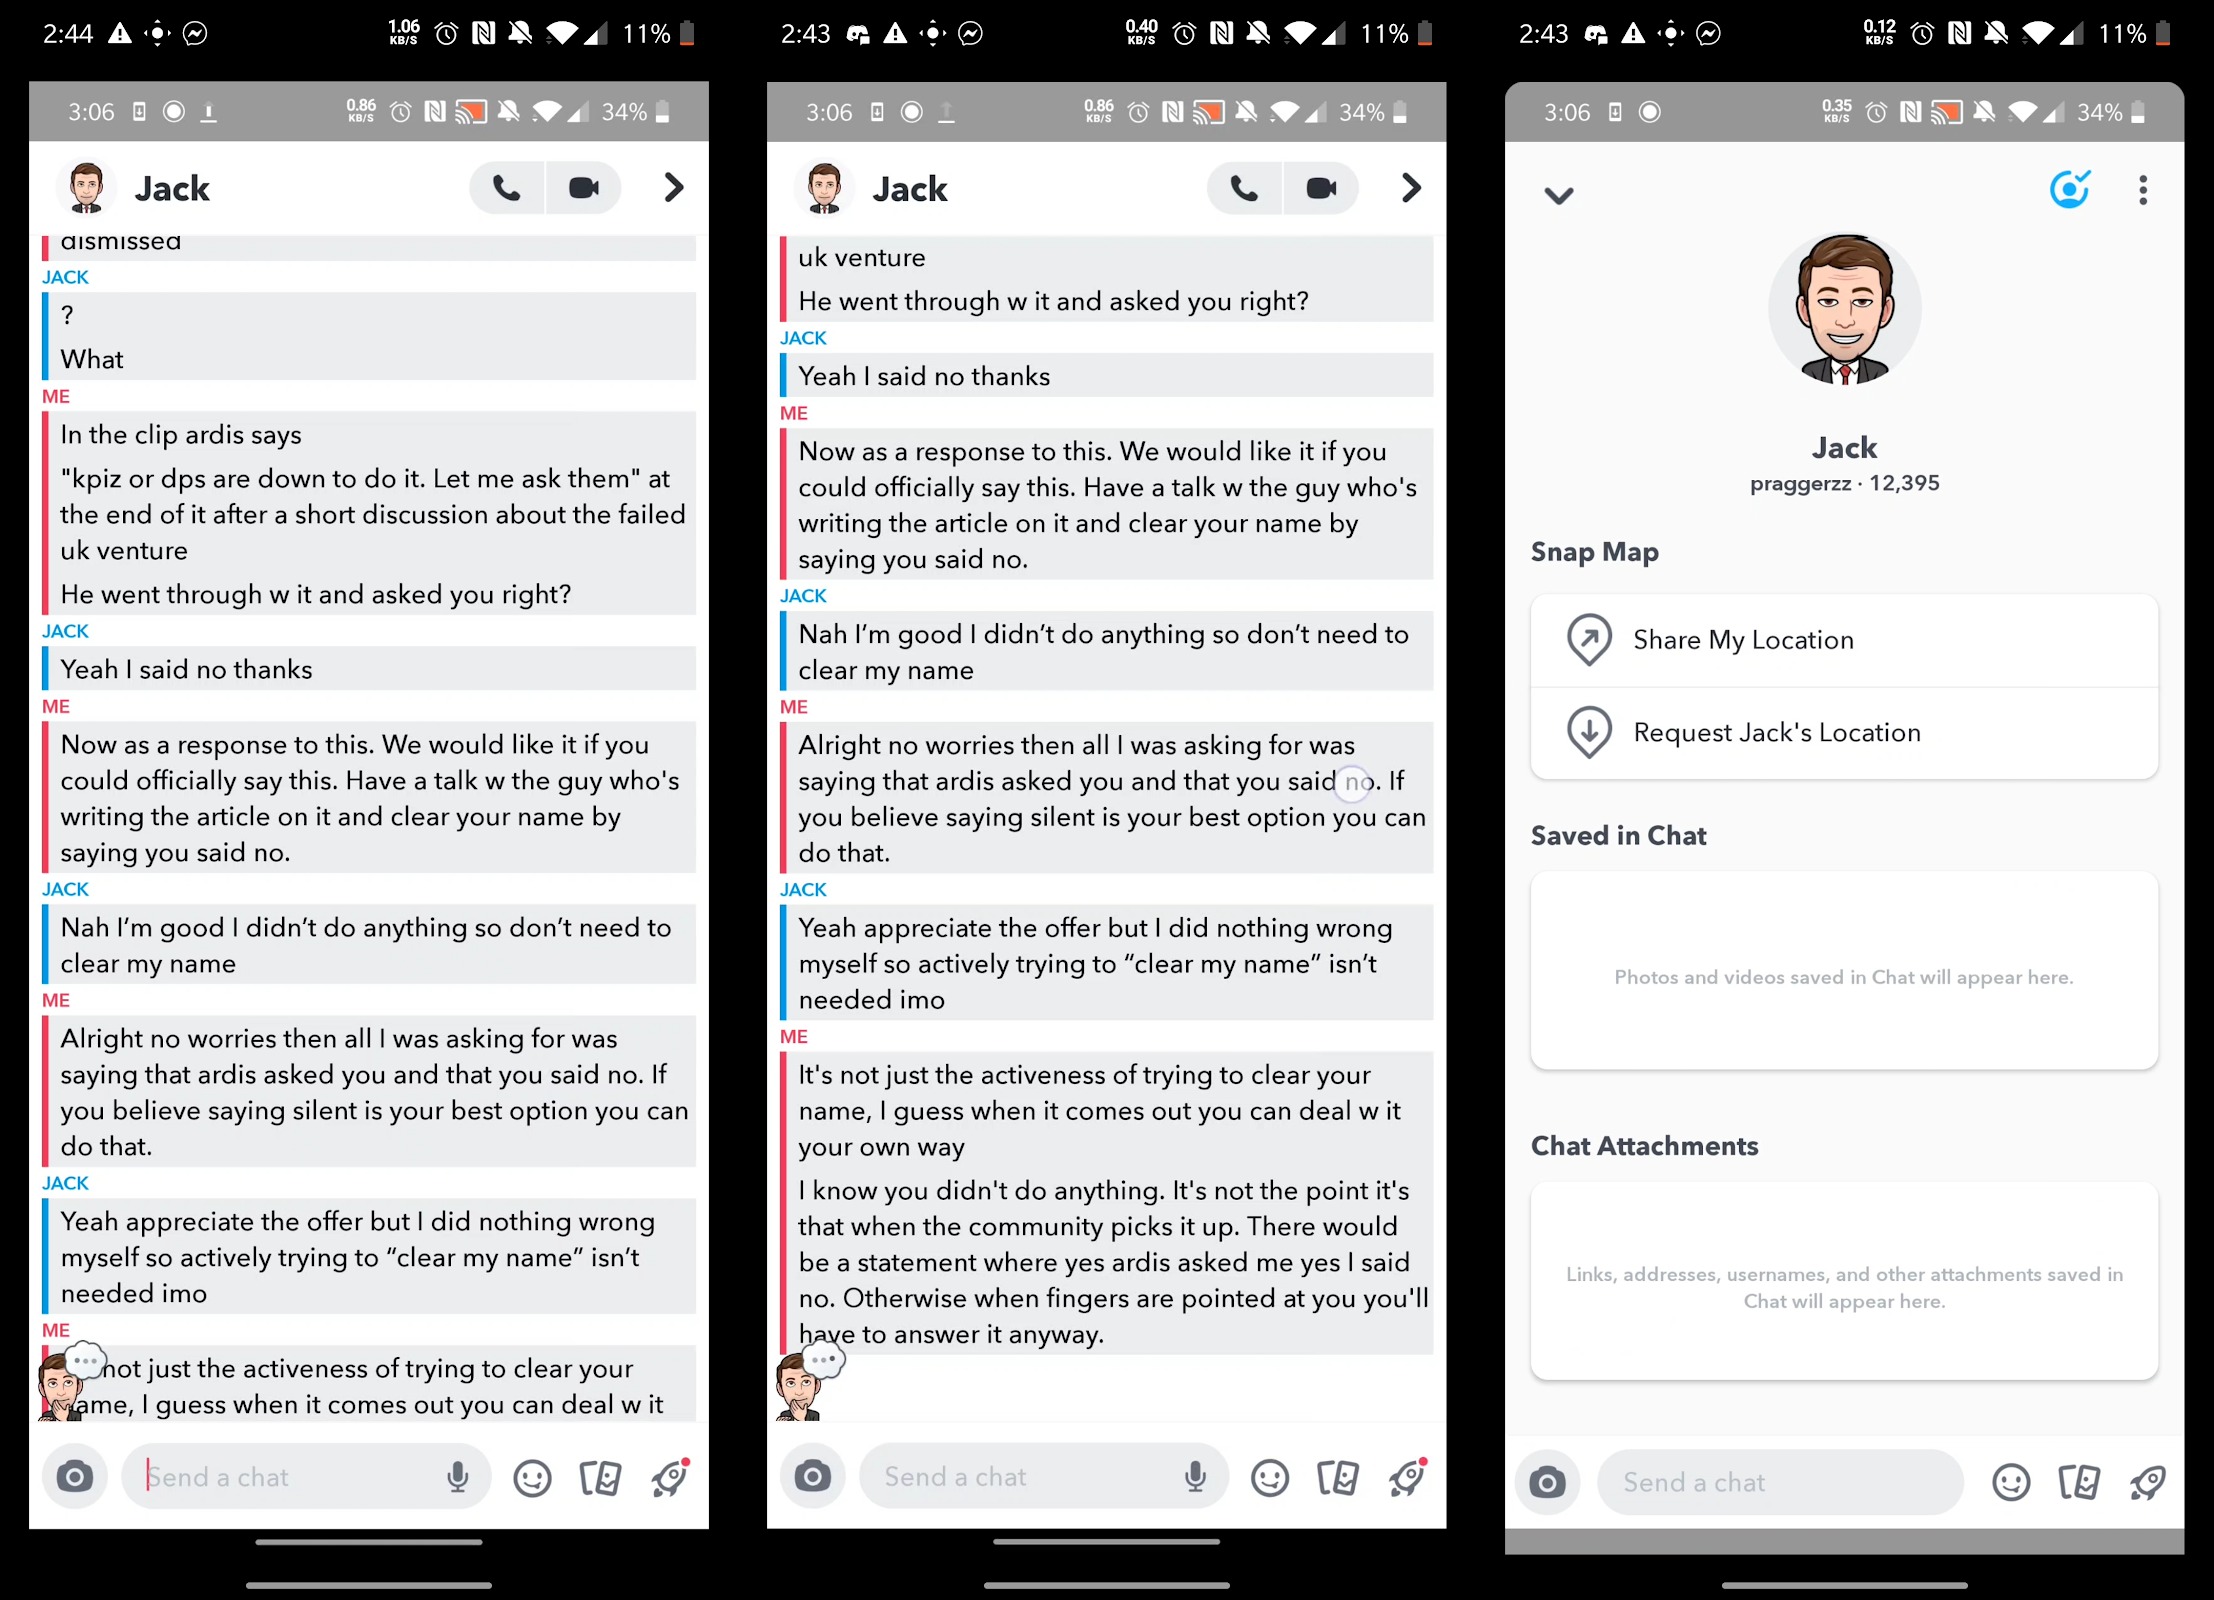 2:44
1.06
KB/S
11%
3:06
0.86
KB/S
34%
Jack
dismissed
JACK
?
What
ME
In the clip ardis says
"kpiz or dps are down to do it. Let me ask them" at
the end of it after a short discussion about the failed
uk venture
He went through w it and asked you right?
JACK
Yeah I said no thanks
ME
Now as a response to this. We would like it if you
could officially say this. Have a talk w the guy who's
writing the article on it and clear your name by
saying you said no.
JACK
Nah I’m good I didn’t do anything so don’t need to
clear my name
ME
Alright no worries then all I was asking for was
saying that ardis asked you and that you said no. If
you believe saying silent is your best option you can
do that.
JACK
Yeah appreciate the offer but I did nothing wrong
myself so actively trying to “clear my name” isn’t
needed imo
ME
not just the activeness of trying to clear your
ame, I guess when it comes out you can deal w it
Send a chat
2:43
0.40
KB/S
11%
3:06
0.86
KB/S
34%
Jack
uk venture
He went through w it and asked you right?
JACK
Yeah I said no thanks
ME
Now as a response to this. We would like it if you
could officially say this. Have a talk w the guy who's
writing the article on it and clear your name by
saying you said no.
JACK
Nah I’m good I didn’t do anything so don’t need to
clear my name
ME
Alright no worries then all I was asking for was
saying that ardis asked you and that you said no. If
you believe saying silent is your best option you can
do that.
JACK
Yeah appreciate the offer but I did nothing wrong
myself so actively trying to “clear my name” isn’t
needed imo
ME
It's not just the activeness of trying to clear your
name, I guess when it comes out you can deal w it
your own way
I know you didn't do anything. It's not the point it's
that when the community picks it up. There would
be a statement where yes ardis asked me yes I said
no. Otherwise when fingers are pointed at you you'll
have to answer it anyway.
Send a chat
2:43
0.12
KB/S
11%
3:06
0.35
KB/S
34%
Jack
praggerzz · 12,395
Snap Map
Share My Location
Request Jack's Location
Saved in Chat
Photos and videos saved in Chat will appear here.
Chat Attachments
Links, addresses, usernames, and other attachments saved in
Chat will appear here.
Send a chat